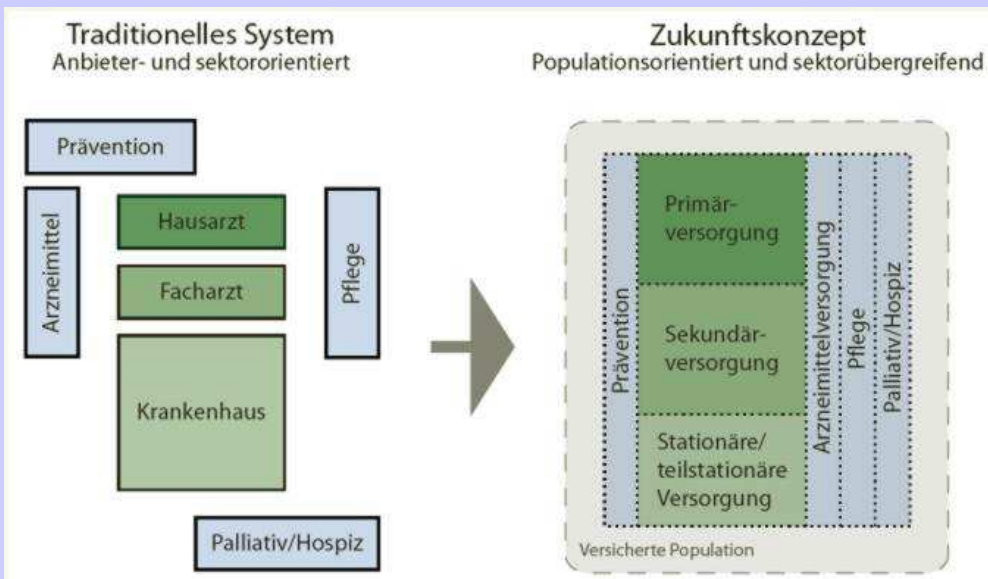 Traditionelles System
Anbieter- und sektororientiert
Prävention
Arzneimittel
Hausarzt
Facharzt
Krankenhaus
Pflege
Palliativ/Hospiz
Zukunftskonzept
Populationsorientiert und sektorübergreifend
Prävention
Primär-
versorgung
Sekundär-
versorgung
Stationäre/
teilstationäre
Versorgung
Arzneimittelversorgung
Pflege
Palliativ/Hospiz
Versicherte Population